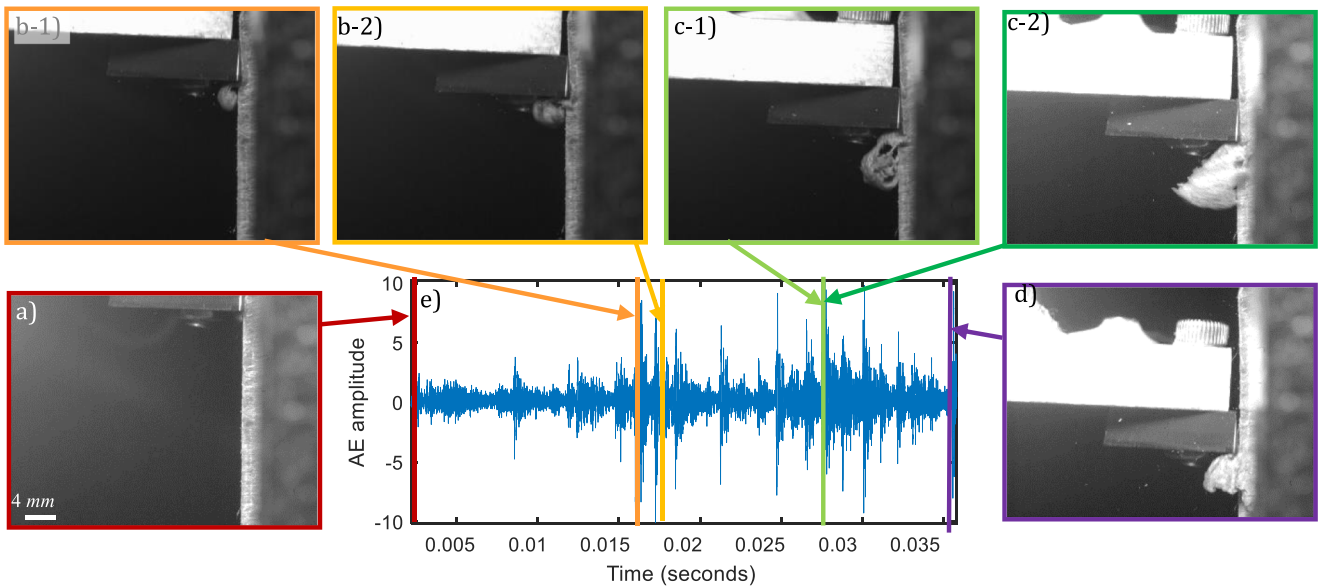 b-1)
b-2)
c-1)
c-2)
a)
4 mm
e)
d)
AE amplitude
10
5
0
-5
-10
0.005
0.01
0.015
0.02
0.025
0.03
0.035
Time (seconds)